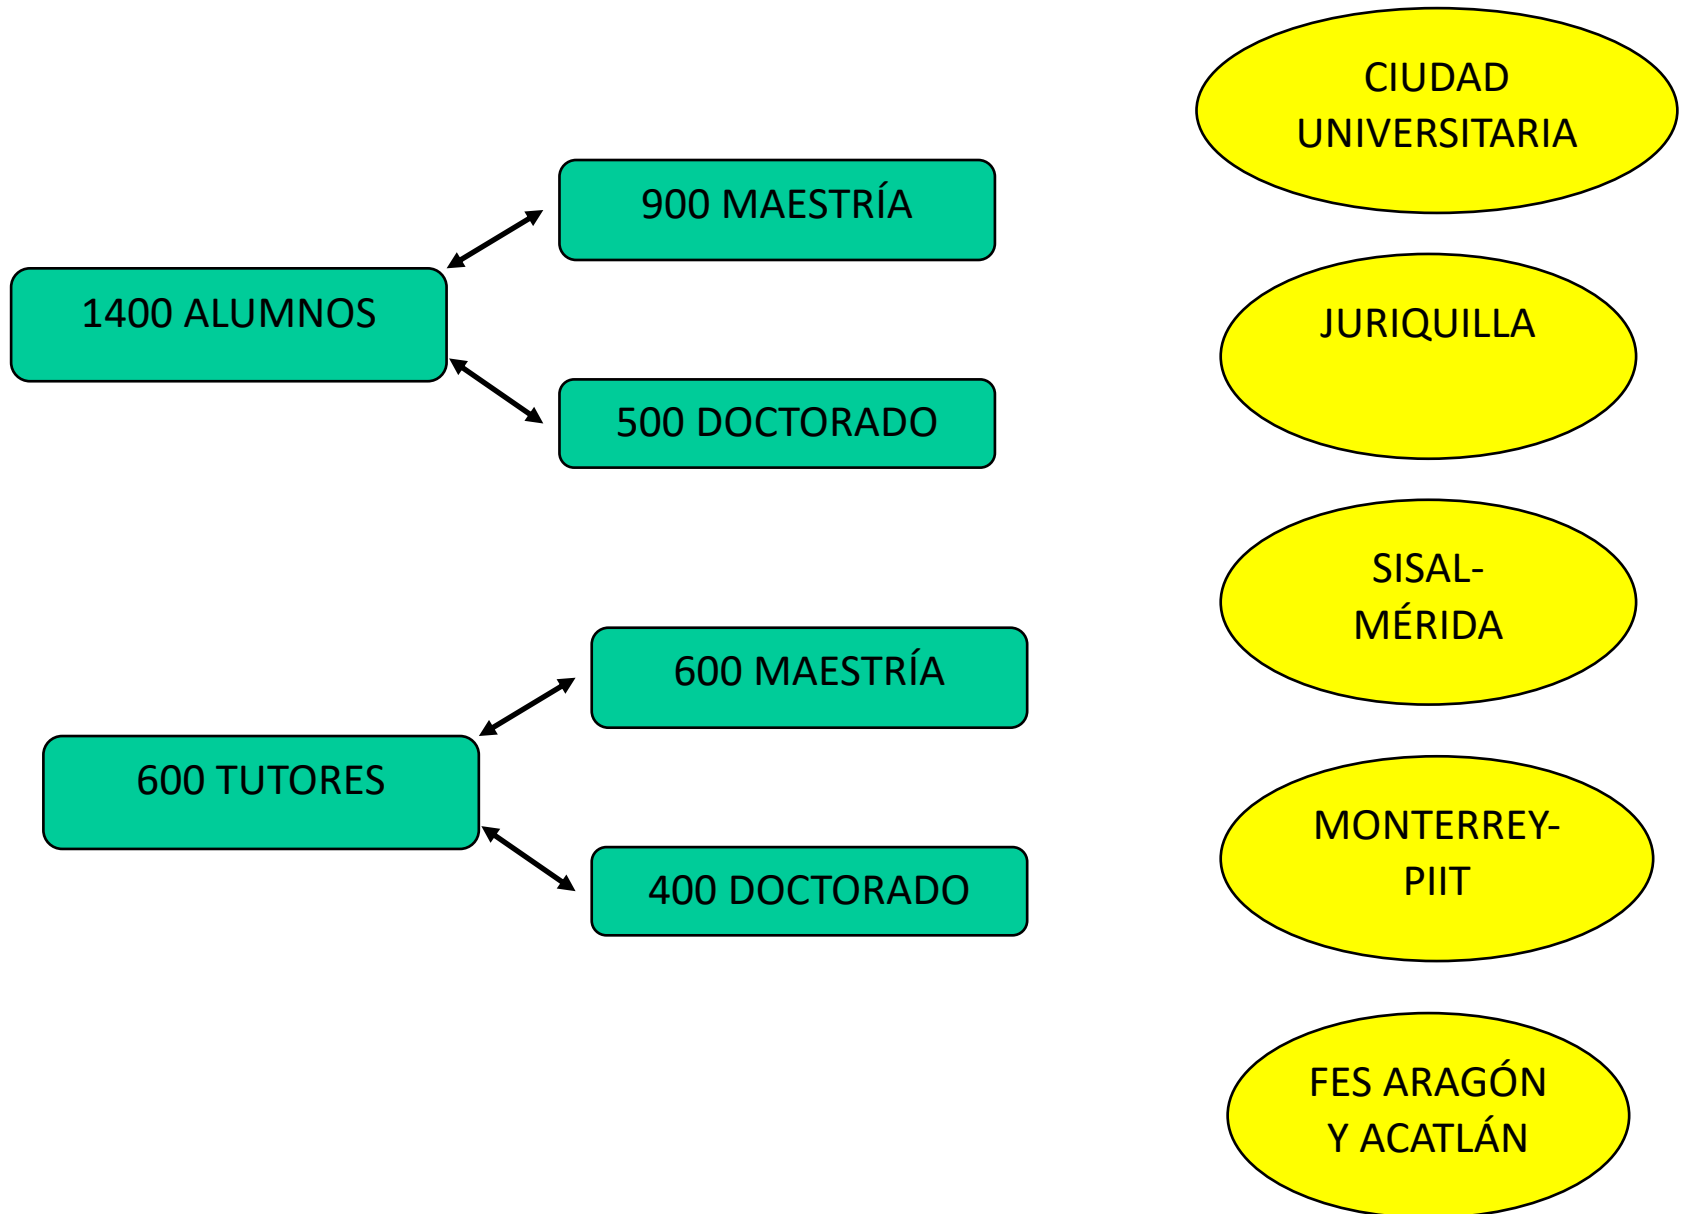 1400 ALUMNOS
900 MAESTRÍA
500 DOCTORADO
600 TUTORES
600 MAESTRÍA
400 DOCTORADO
CIUDAD
UNIVERSITARIA
JURIQUILLA
SISAL-
MÉRIDA
MONTERREY-
PIIT
FES ARAGÓN
Y ACATLÁN